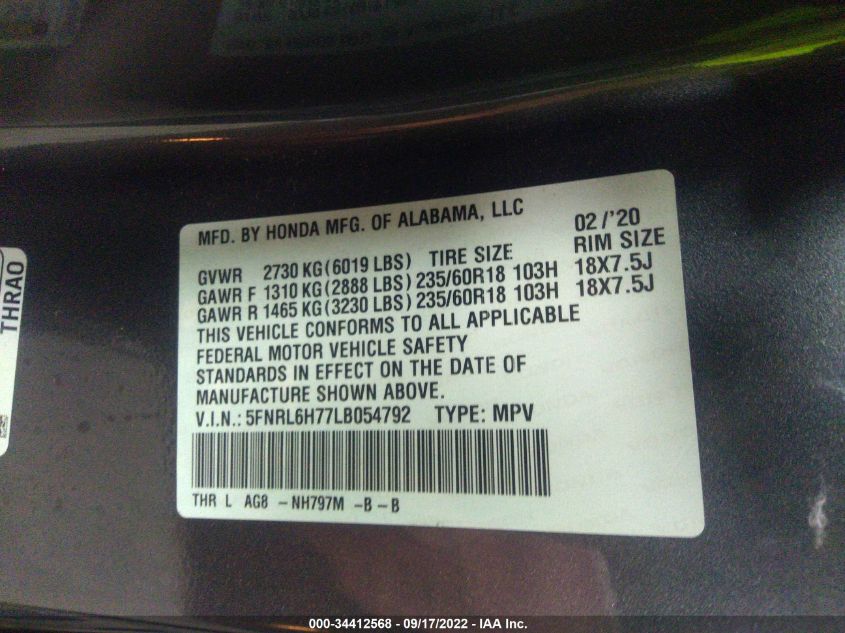 MFD. BY HONDA MFG. OF ALABAMA, LLC 02/'20
GVWR 2730 KG(6019 LBS) TIRE SIZE RIM SIZE
GAWR F 1310 KG(2888 LBS) 235/60R18 103H 18X7.5J
GAWR R 1465 KG(3230 LBS) 235/60R18 103H 18X7.5J
THIS VEHICLE CONFORMS TO ALL APPLICABLE
FEDERAL MOTOR VEHICLE SAFETY
STANDARDS IN EFFECT ON THE DATE OF
MANUFACTURE SHOWN ABOVE.
V.I.N.: 5FNRL6H77LB054792 TYPE: MPV
THR L AG8 -NH797M -B-B
THRA0
000-34412568 - 09/17/2022 - IAA Inc.